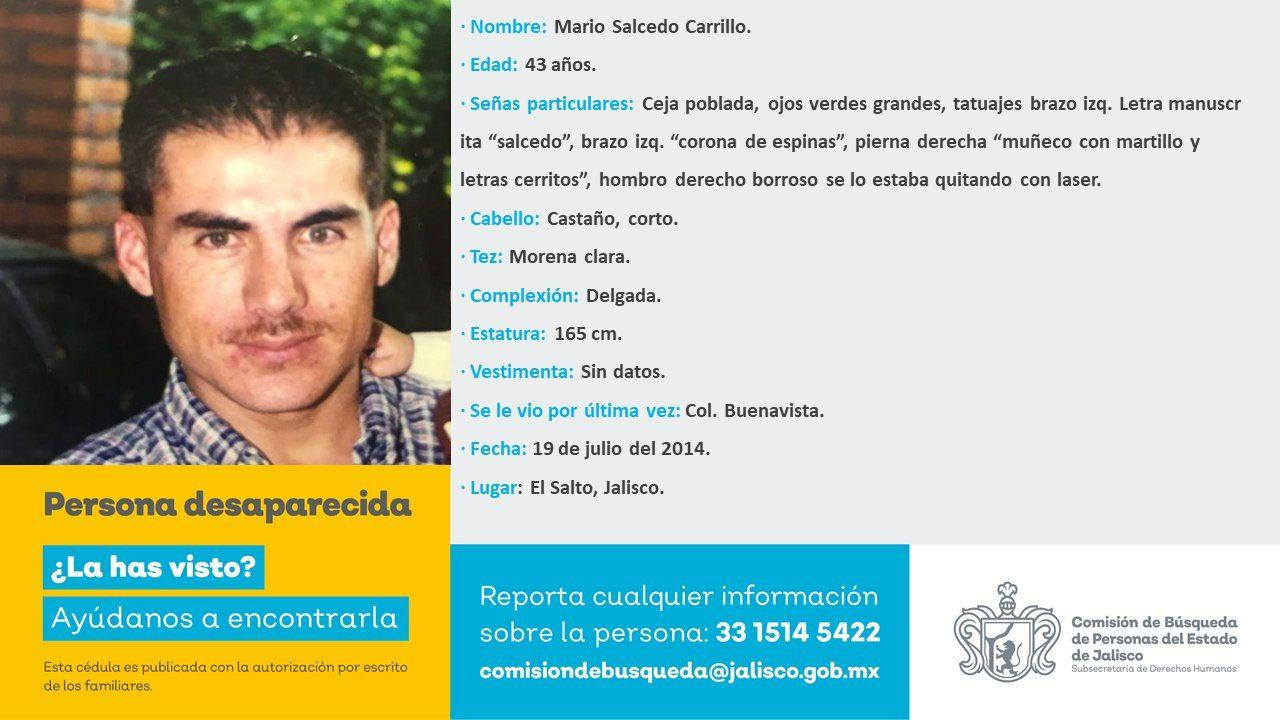 · Nombre: Mario Salcedo Carrillo.
· Edad: 43 años.
· Señas particulares: Ceja poblada, ojos verdes grandes, tatuajes brazo izq. Letra manuscr
ita “salcedo”, brazo izq. “corona de espinas”, pierna derecha “muñeco con martillo y
letras cerritos”, hombro derecho borroso se lo estaba quitando con laser.
· Cabello: Castaño, corto.
· Tez: Morena clara.
· Complexión: Delgada.
· Estatura: 165 cm.
· Vestimenta: Sin datos.
· Se le vio por última vez: Col. Buenavista.
· Fecha: 19 de julio del 2014.
· Lugar: El Salto, Jalisco.
Persona desaparecida
¿La has visto?
Ayúdanos a encontrarla
Esta cédula es publicada con la autorización por escrito
de los familiares.
Reporta cualquier información
sobre la persona: 33 1514 5422
comisiondebusqueda@jalisco.gob.mx
Comisión de Búsqueda
de Personas del Estado
de Jalisco
Subsecretaría de Derechos Humanos